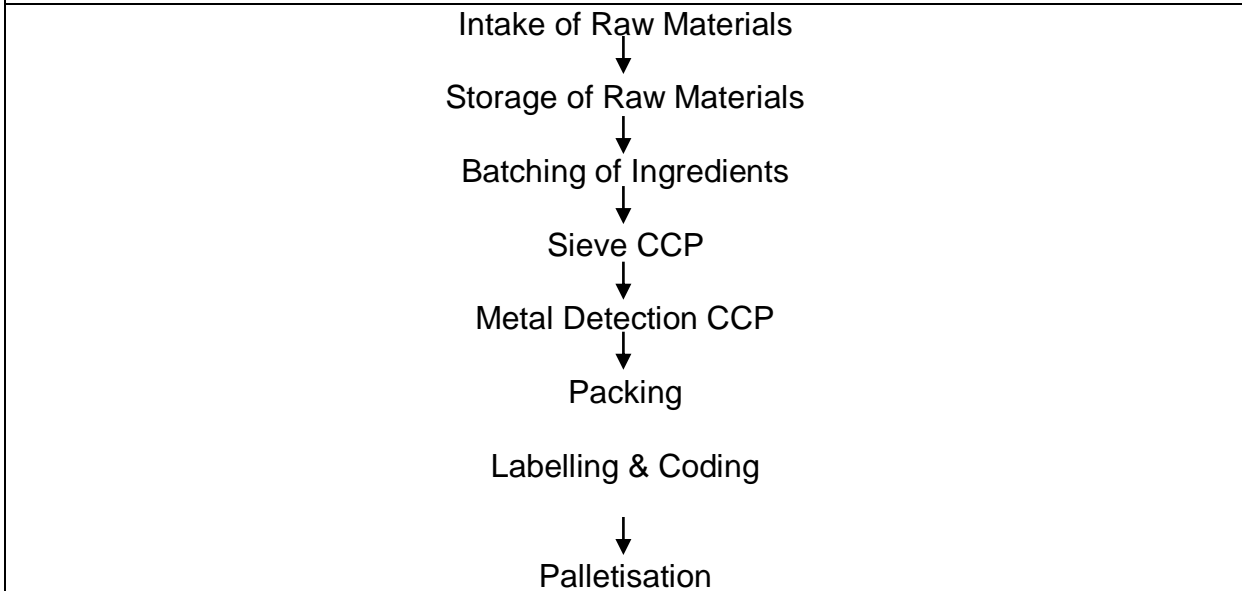 Intake of Raw Materials
Storage of Raw Materials
Batching of Ingredients
Sieve CCP
Metal Detection CCP
Packing
Labelling & Coding
Palletisation